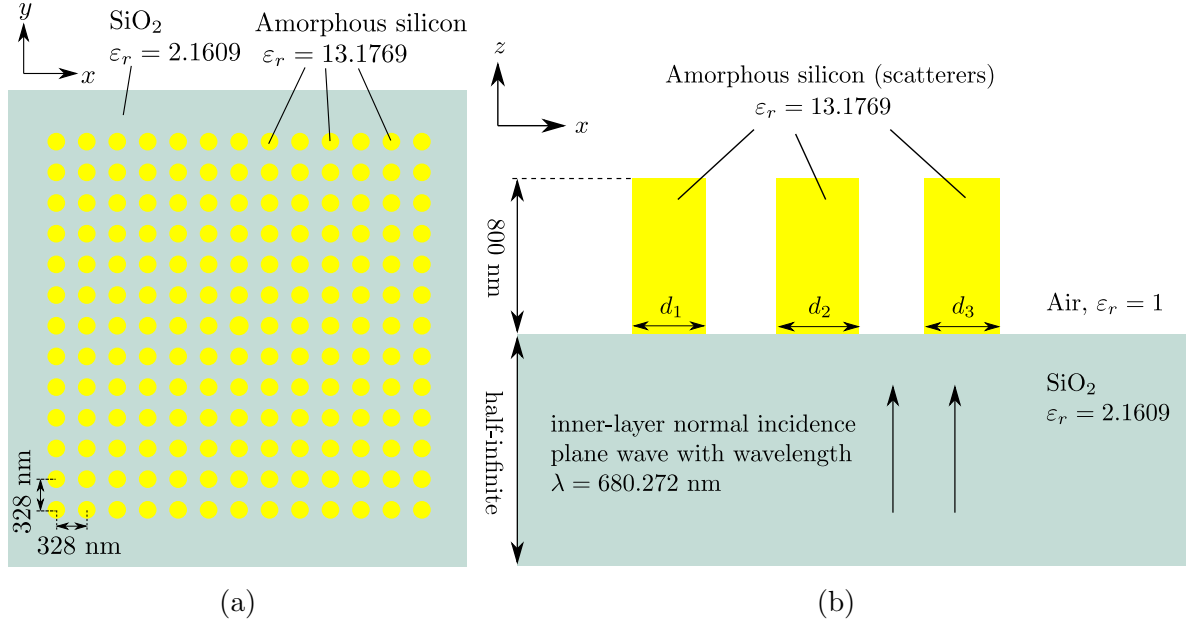 y
x
SiO₂
εᵣ = 2.1609
Amorphous silicon
εᵣ = 13.1769
328 nm
328 nm
(a)
z
x
Amorphous silicon (scatterers)
εᵣ = 13.1769
800 nm
d₁
d₂
d₃
Air, εᵣ = 1
half-infinite
inner-layer normal incidence
plane wave with wavelength
λ = 680.272 nm
SiO₂
εᵣ = 2.1609
(b)